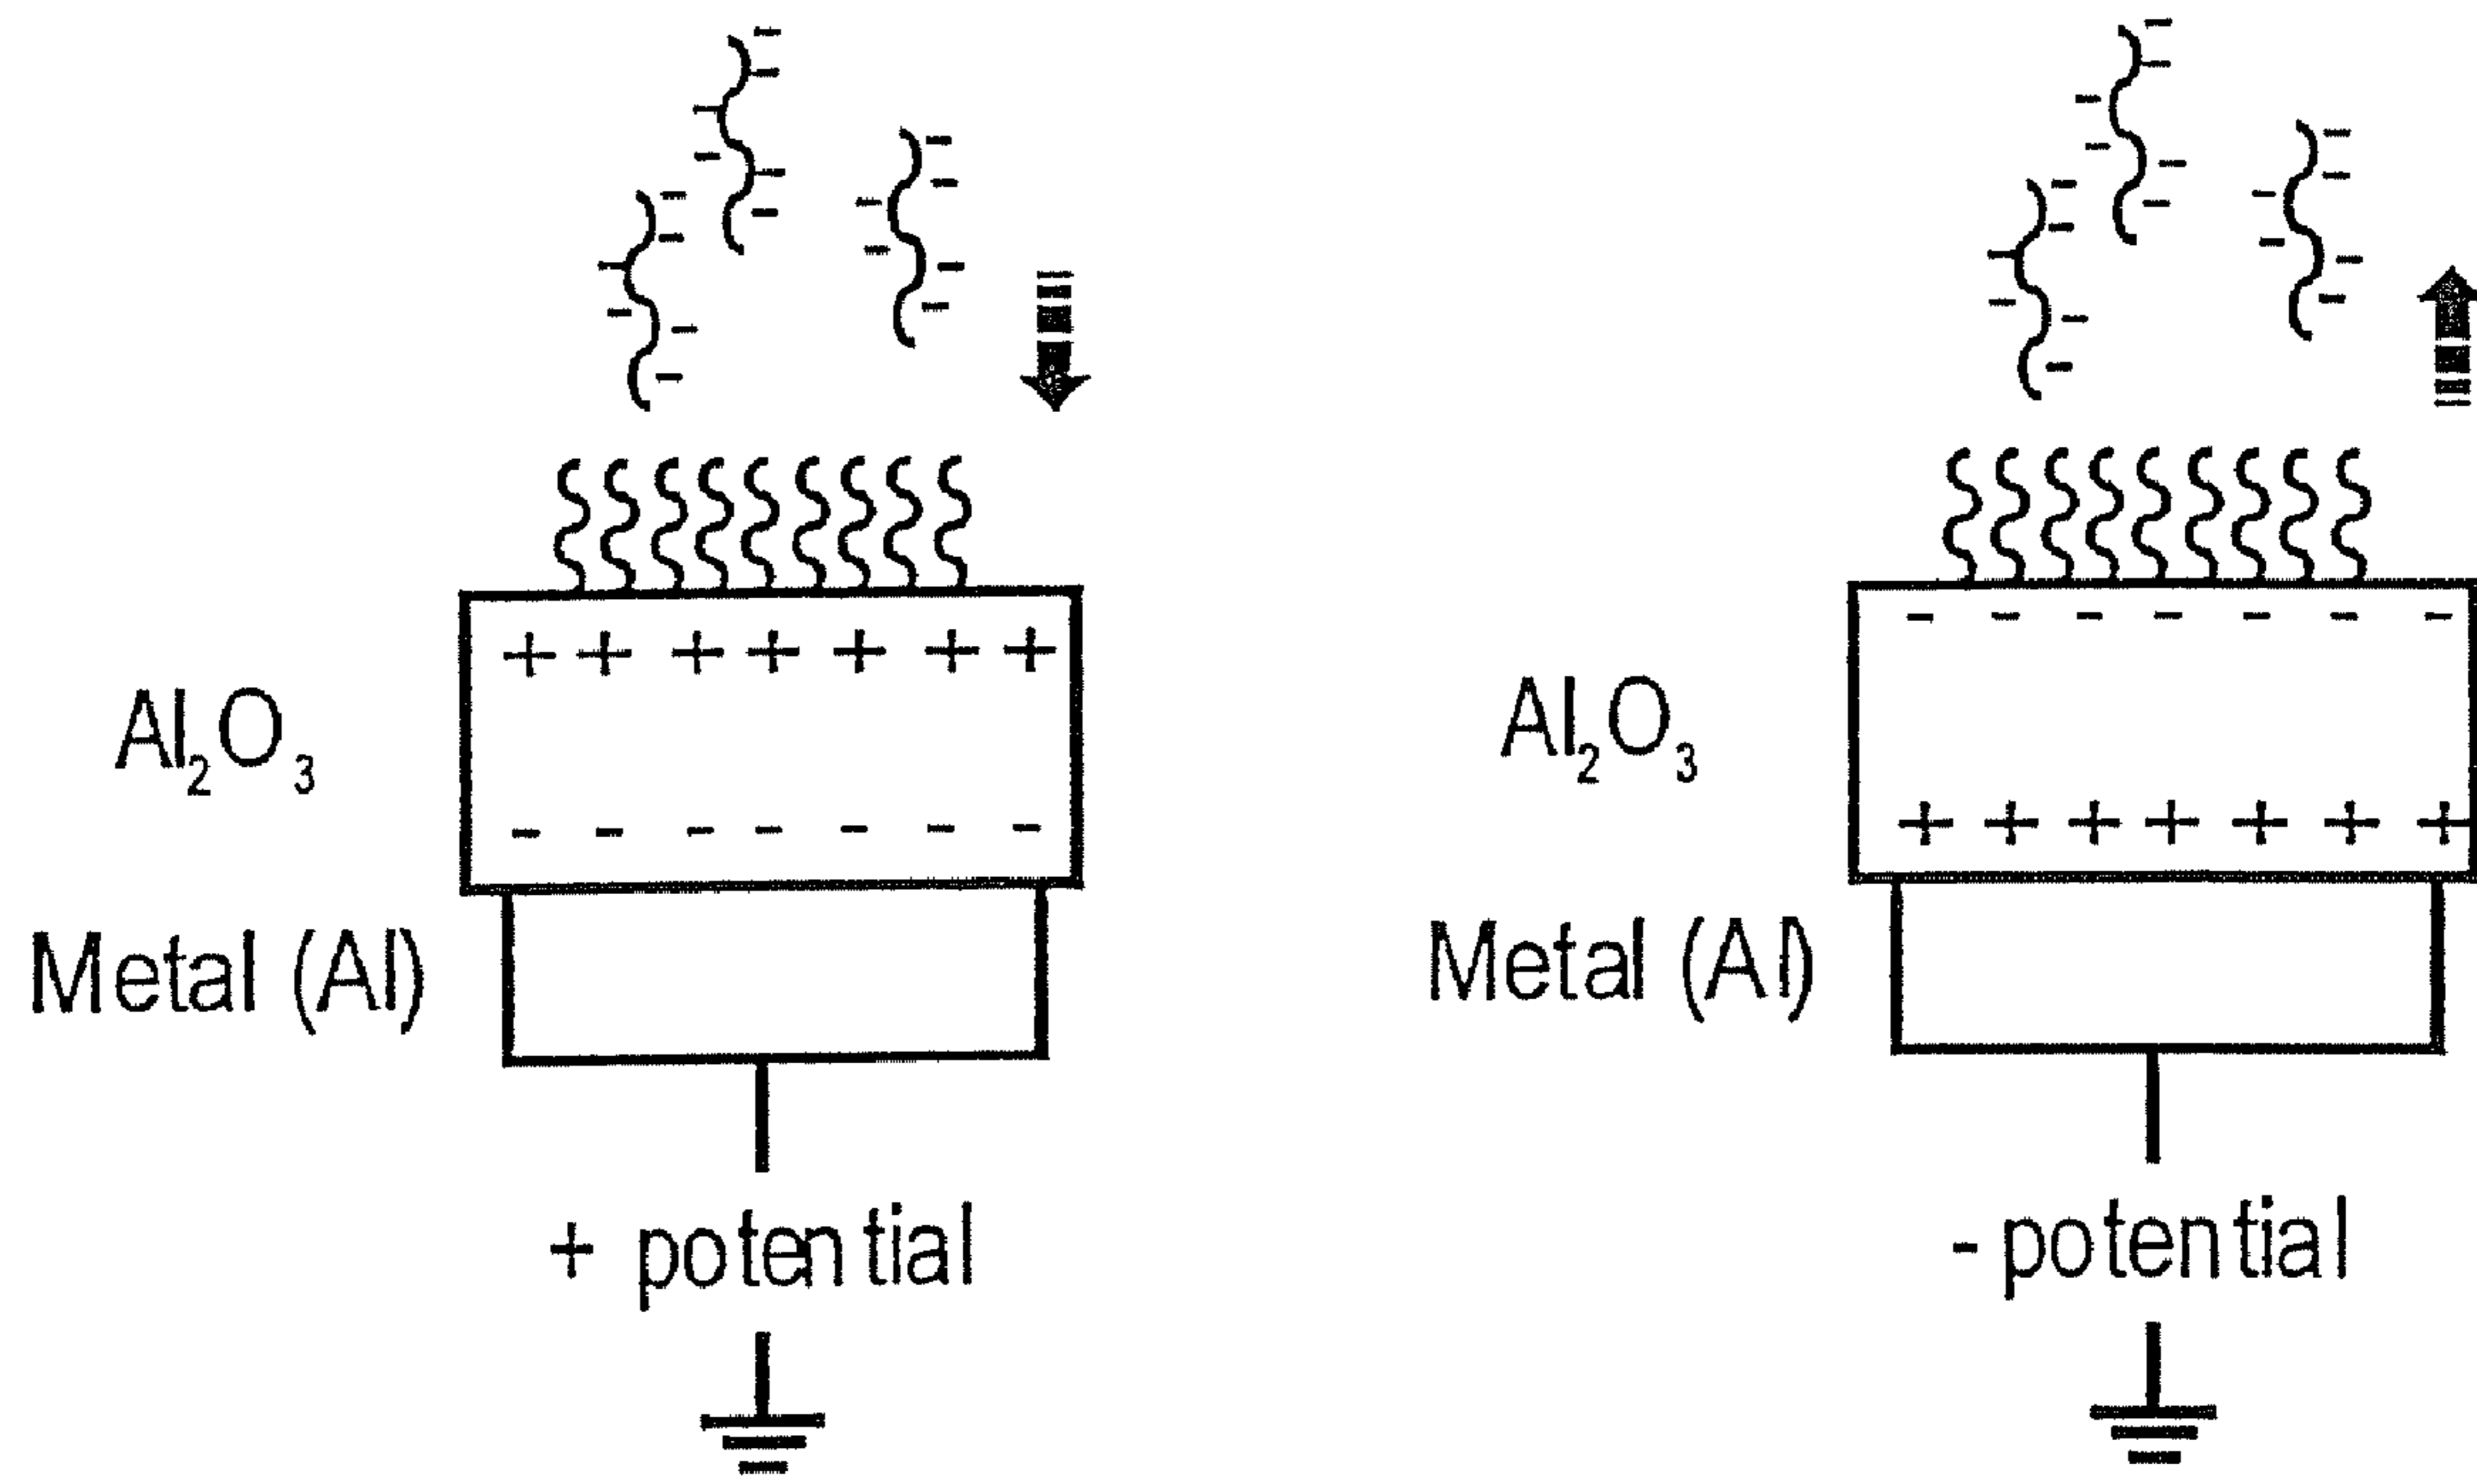 + + + + + + +
- - - - - - -
Al₂O₃
- - - - - - -
+ + + + + + +
Al₂O₃
Metal (Al)
Metal (Al)
+ potential
- potential